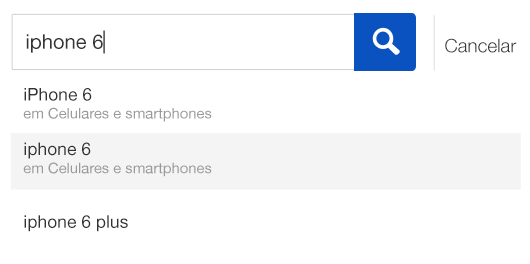 iphone 6
Cancelar
iPhone 6
em Celulares e smartphones
iphone 6
em Celulares e smartphones
iphone 6 plus